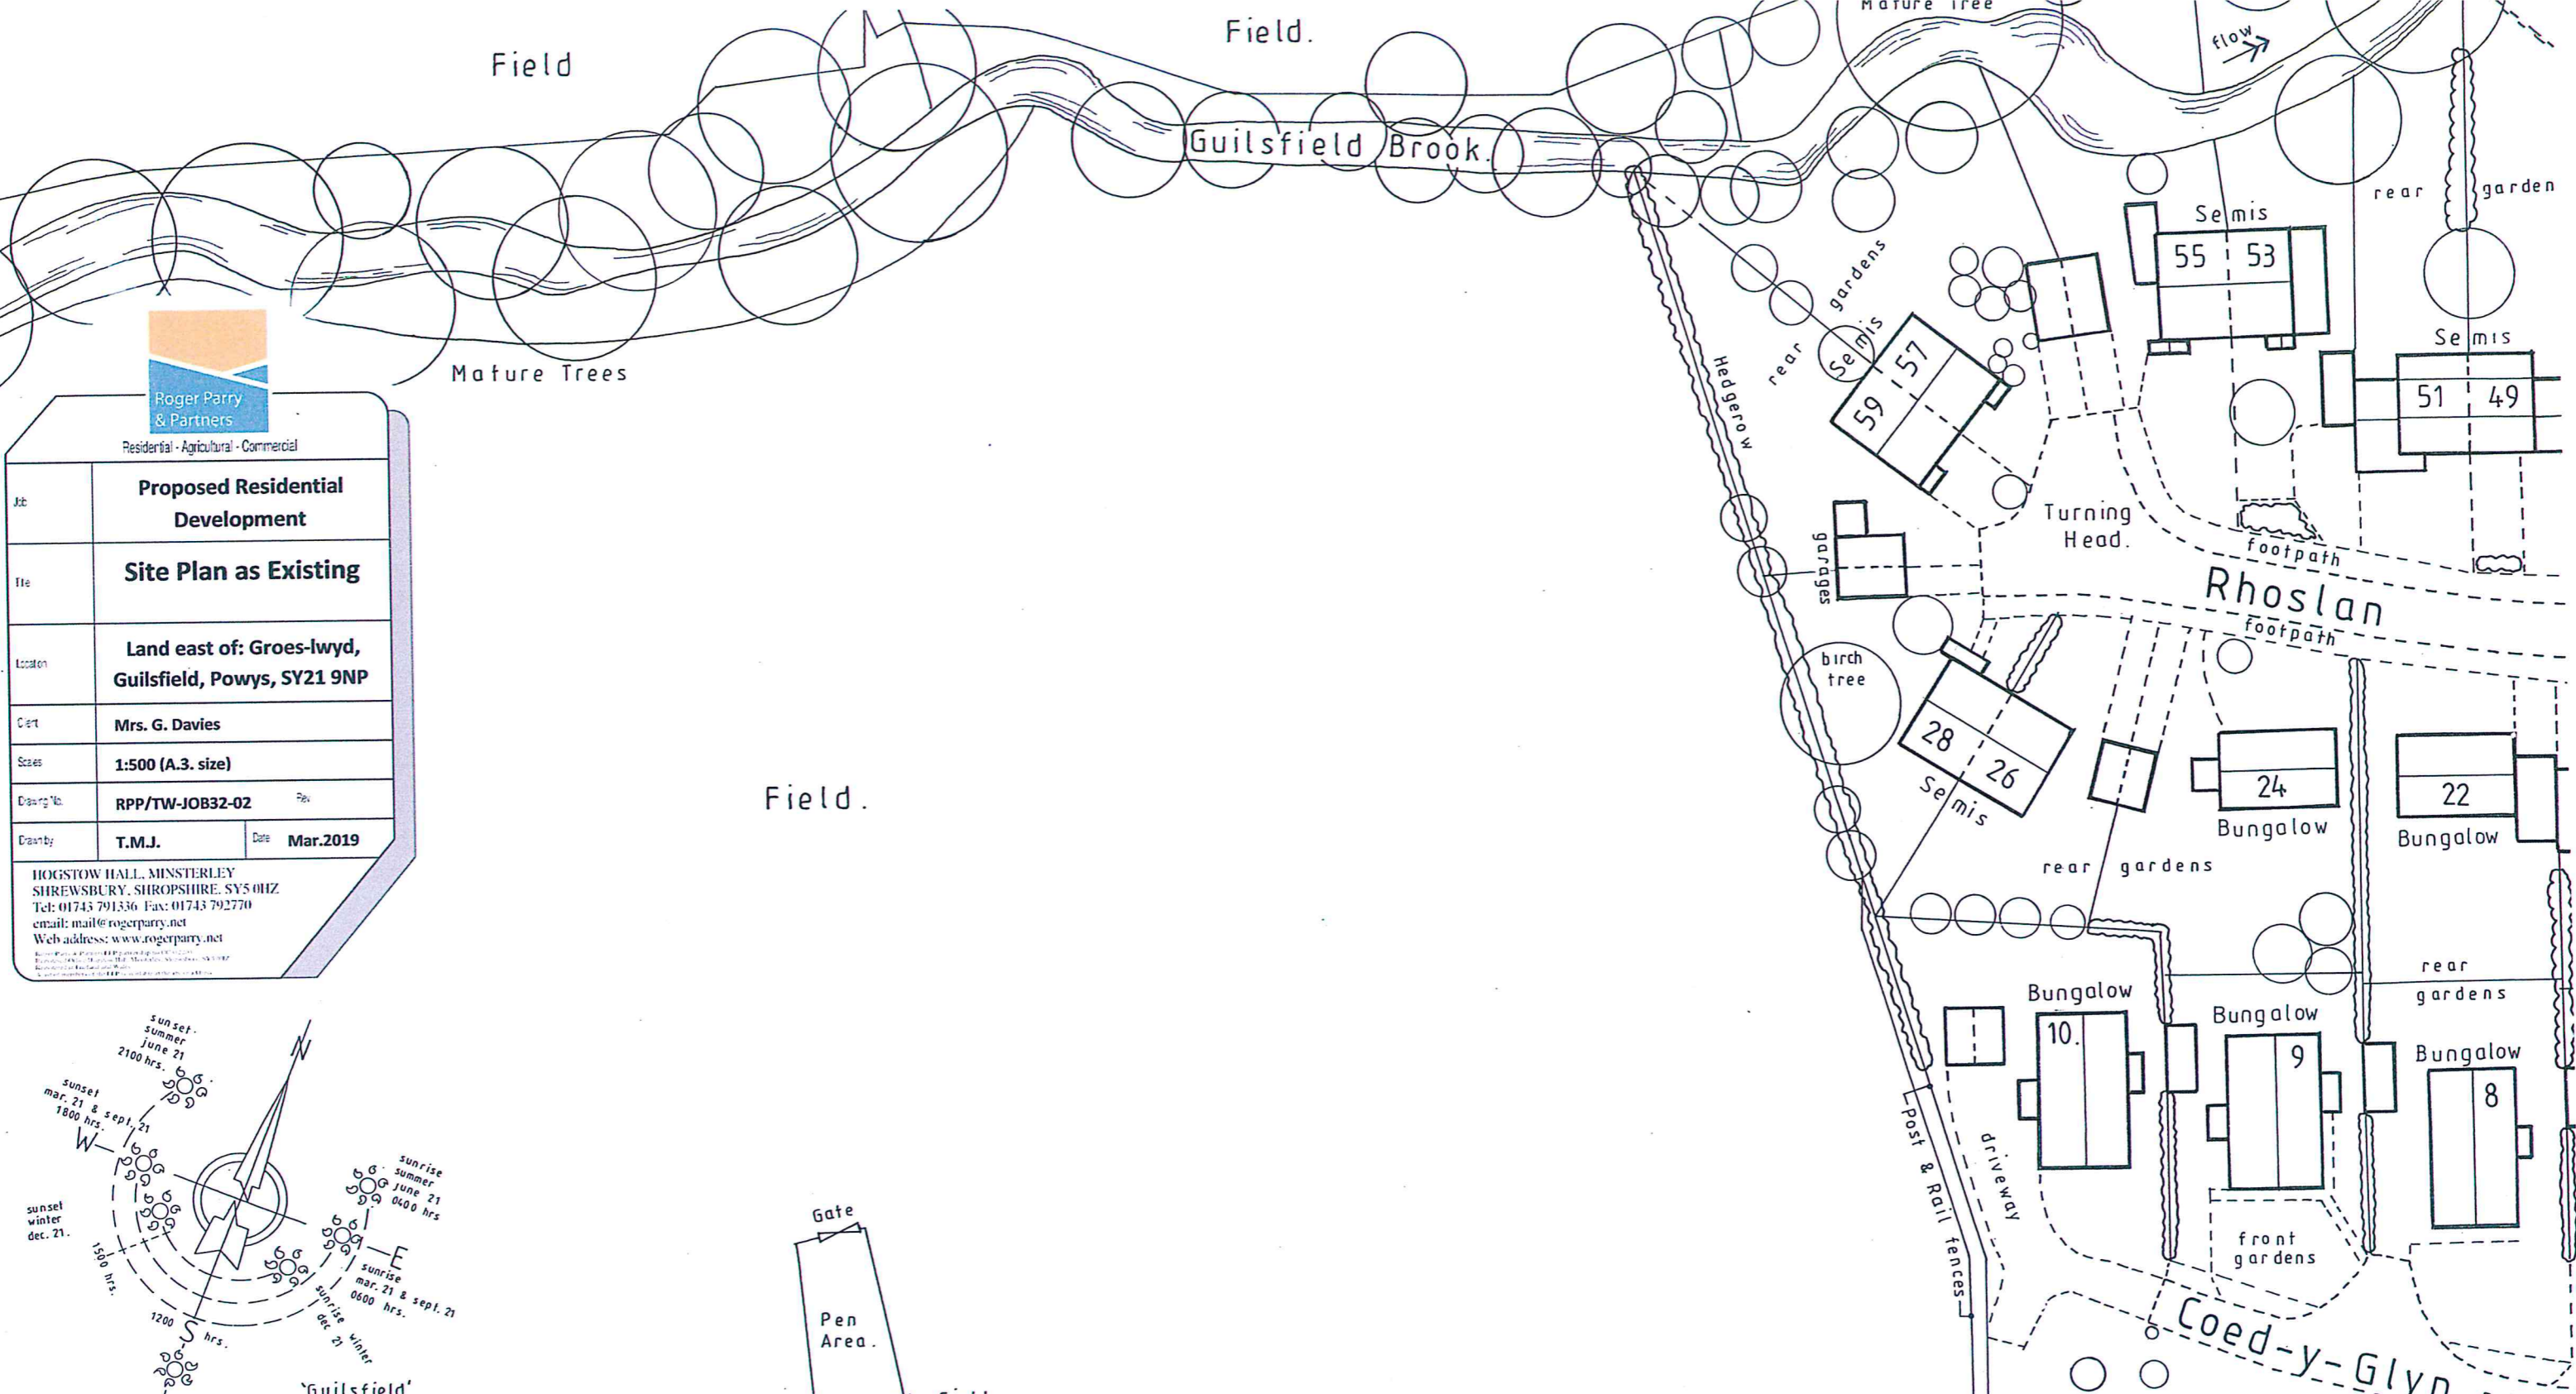 Field
Field.
Mature Tree
flow
Guilsfield Brook.
rear garden
Semis
55 53
Semis
51 49
rear gardens
Semis
57
59
Hedgerow
Mature Trees
Roger Parry
& Partners
Residential - Agricultural - Commercial
Job
Proposed Residential
Development
Title
Site Plan as Existing
Location
Land east of: Groes-lwyd,
Guilsfield, Powys, SY21 9NP
Client
Mrs. G. Davies
Scales
1:500 (A.3. size)
Drawing No.
RPP/TW-JOB32-02
Rev
Drawn by
T.M.J.
Date
Mar.2019
HOGSTOW HALL, MINSTERLEY
SHREWSBURY, SHROPSHIRE. SY5 0HZ
Tel: 01743 791336 Fax: 01743 792770
email: mail@rogerparry.net
Web address: www.rogerparry.net
Turning
Head.
footpath
Rhoslan
footpath
garages
birch
tree
28
26
Semis
24
Bungalow
22
Bungalow
Field.
rear gardens
rear
gardens
Bungalow
10.
Bungalow
9
Bungalow
8
Post & Rail fences
driveway
front
gardens
Coed-y-Glyn
Gate
Pen
Area.
sunset
summer
june 21
2100 hrs.
N
sunset
mar. 21 & sept. 21
1800 hrs.
W
sunrise
summer
june 21
0400 hrs
sunset
winter
dec. 21.
1500 hrs.
E
sunrise
mar. 21 & sept. 21
0600 hrs.
sunrise winter
dec 21
1200 hrs.
S
'Guilsfield'